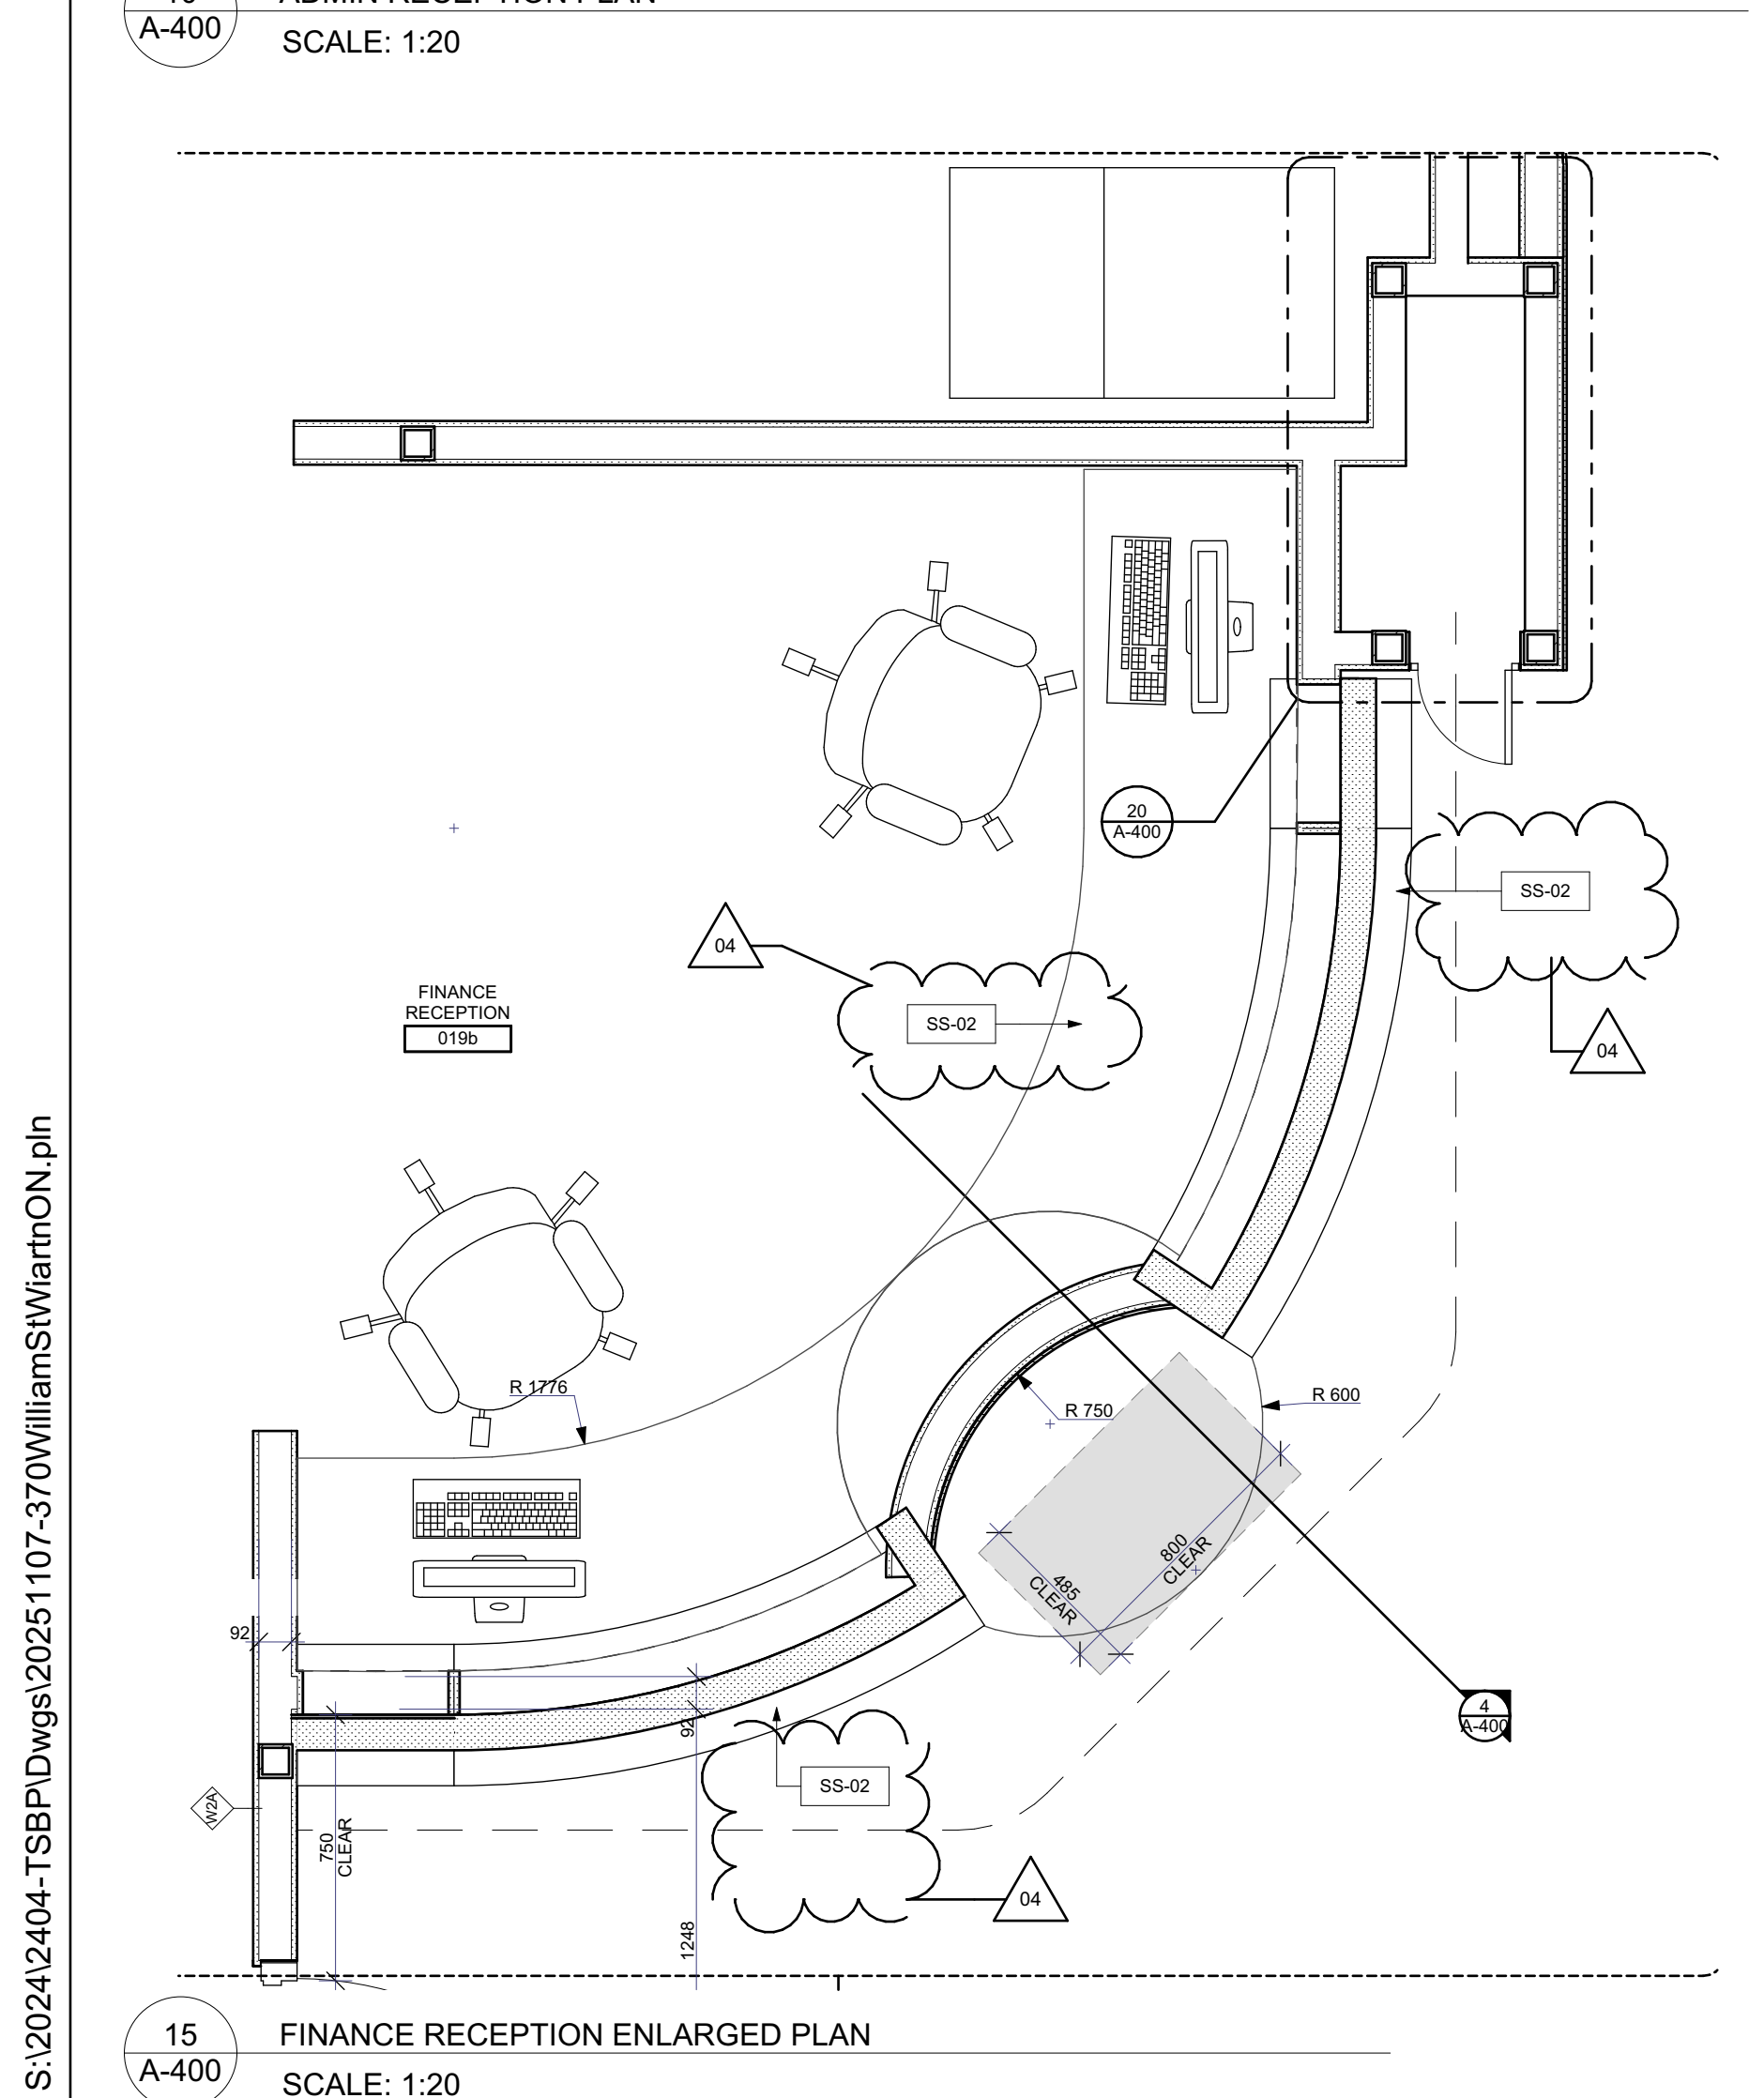 A-400
SCALE: 1:20
20
A-400
SS-02
04
04
SS-02
FINANCE
RECEPTION
019b
R 1776
R 750
R 600
800
CLEAR
485
CLEAR
92
92
4
A-400
SS-02
W2A
750
CLEAR
04
1248
15
A-400
FINANCE RECEPTION ENLARGED PLAN
SCALE: 1:20
S:\2024\2404-TSBP\Dwgs\20251107-370WilliamStWiartnON.pln